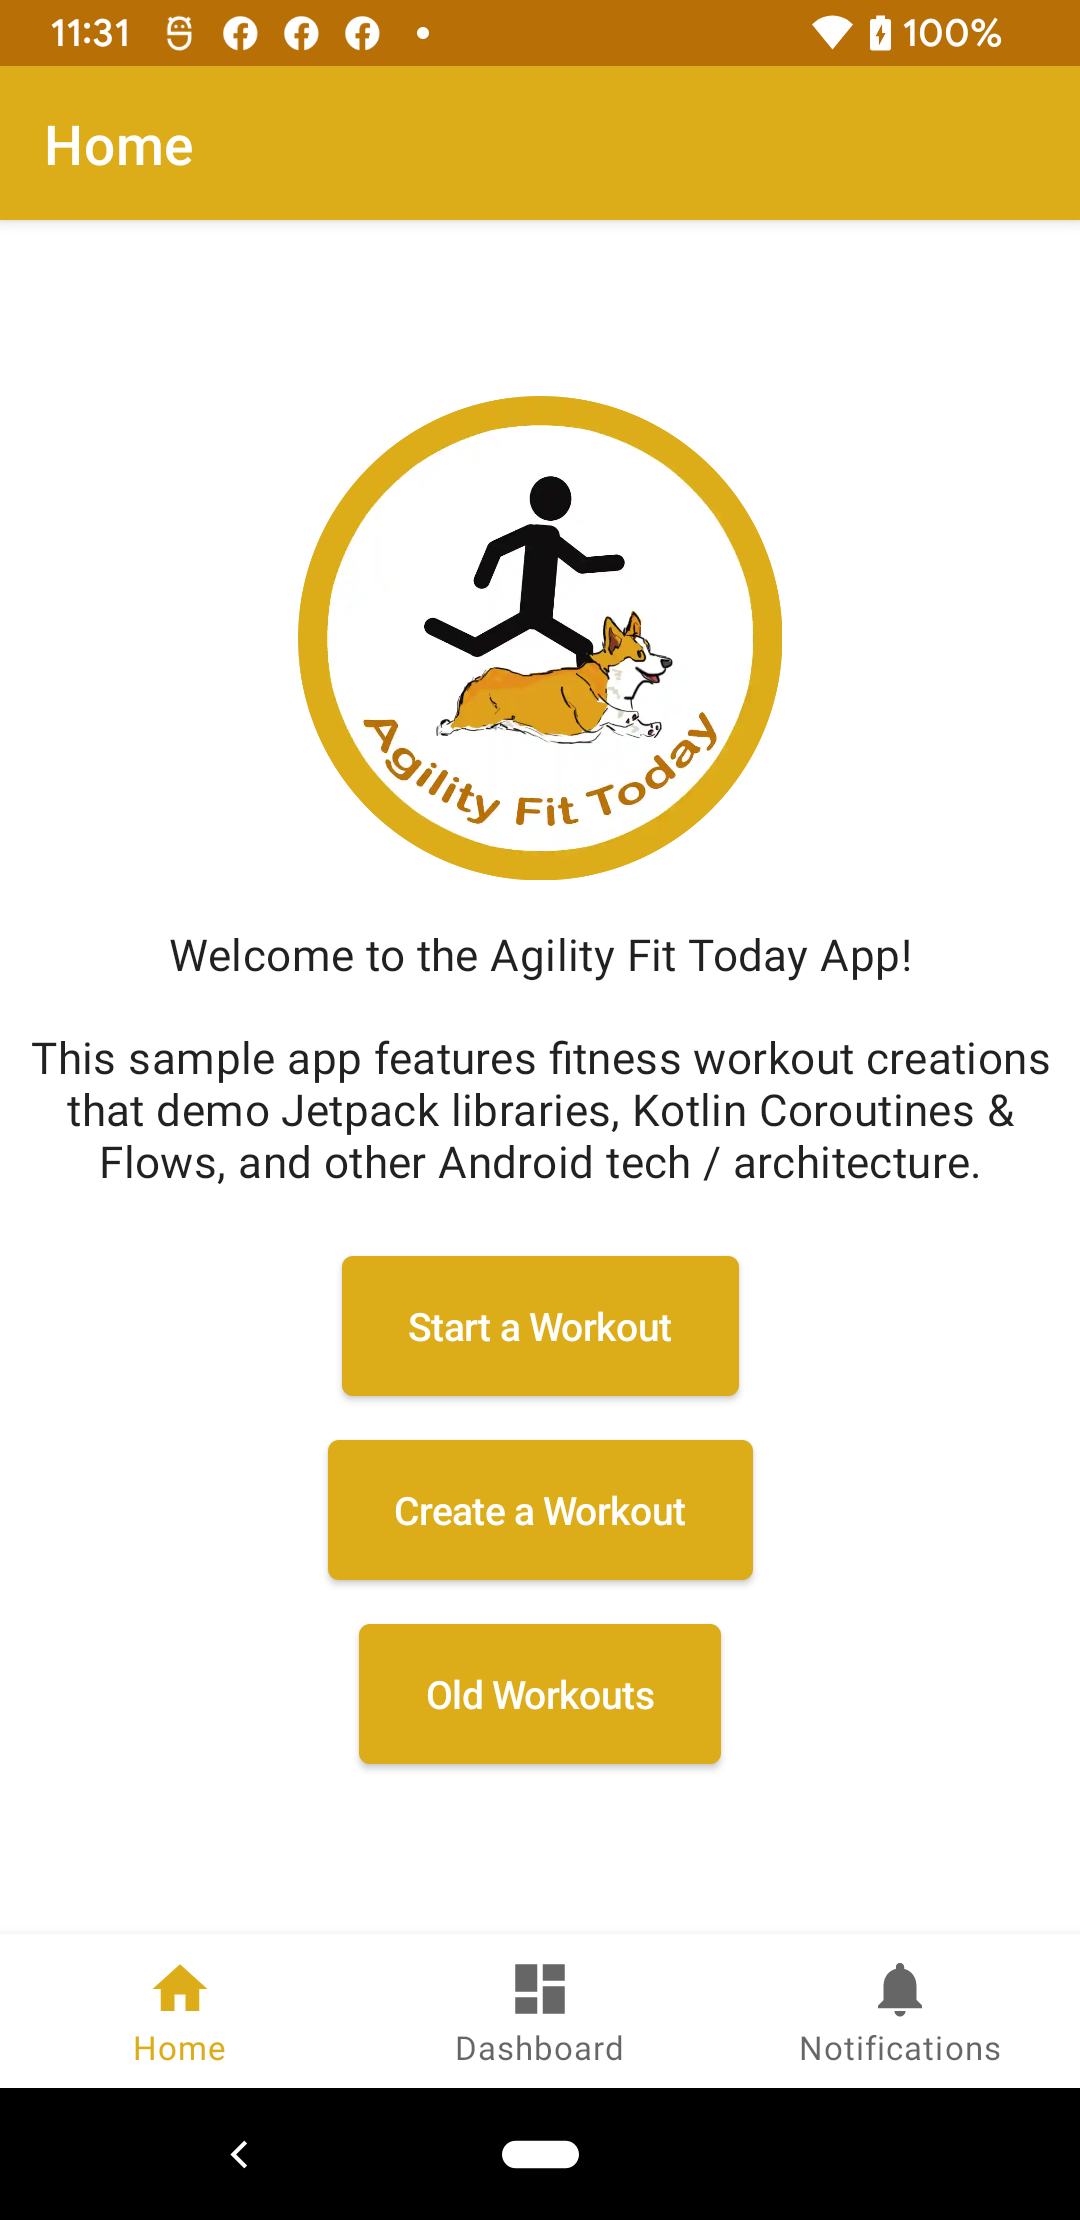 11:31
100%
Home
Agility Fit Today
Welcome to the Agility Fit Today App!
This sample app features fitness workout creations
that demo Jetpack libraries, Kotlin Coroutines &
Flows, and other Android tech / architecture.
Start a Workout
Create a Workout
Old Workouts
Home
Dashboard
Notifications